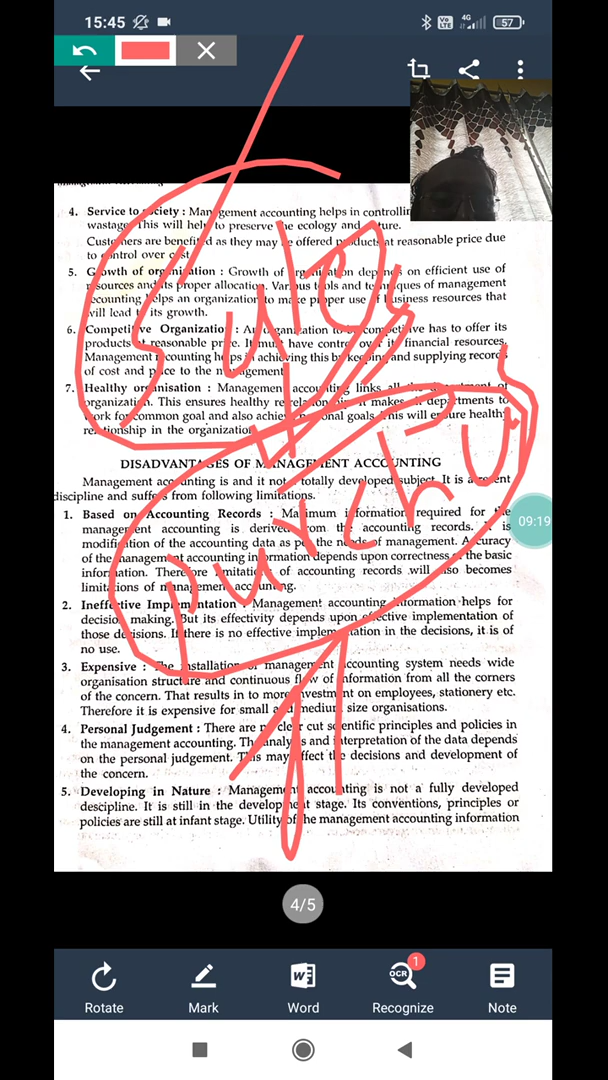 15:45 Vo LTE 4G 57
Management Accounting
4. Service to society : Management accounting helps in controlling
wastage. This will help to preserve the ecology and nature.
Customers are benefited as they may be offered products at reasonable price due
to control over cost.
5. Growth of organisation : Growth of organisation depends on efficient use of
resources and its proper allocation. Various tools and techniques of management
accounting helps an organization to make proper use of business resources that
will lead to its growth.
6. Competitive Organization : An organization to be competitive has to offer its
products at reasonable price. It must have control over it financial resources.
Management accounting helps in achieving this by keeping and supplying records
of cost and price to the management.
7. Healthy organisation : Management accounting links all the department of
organization. This ensures healthy relationship. It makes all departments to
work for common goal and also achieve personal goals. This will ensure healthy
relationship in the organization.
Sales
DISADVANTAGES OF MANAGEMENT ACCOUNTING
Management accounting is and it not totally developed subject. It is a recent
discipline and suffers from following limitations.
1. Based on Accounting Records : Maximum information required for the
management accounting is derived from the accounting records. It is
modification of the accounting data as per the needs of management. Accuracy
of the management accounting information depends upon correctness of the basic
information. Therefore limitations of accounting records will also becomes
limitations of management accounting.
09:19
purchus
2. Ineffective Implementation : Management accounting information helps for
decision making. But its effectivity depends upon effective implementation of
those decisions. If there is no effective implementation in the decisions, it is of
no use.
3. Expensive : The installation of management accounting system needs wide
organisation structure and continuous flow of information from all the corners
of the concern. That results in to more investment on employees, stationery etc.
Therefore it is expensive for small and medium size organisations.
4. Personal Judgement : There are no clear cut scientific principles and policies in
the management accounting. The analysis and interpretation of the data depends
on the personal judgement. This may affect the decisions and development of
the concern.
5. Developing in Nature : Management accounting is not a fully developed
descipline. It is still in the development stage. Its conventions, principles or
policies are still at infant stage. Utility of the management accounting information
4/5
1
Rotate Mark Word Recognize Note